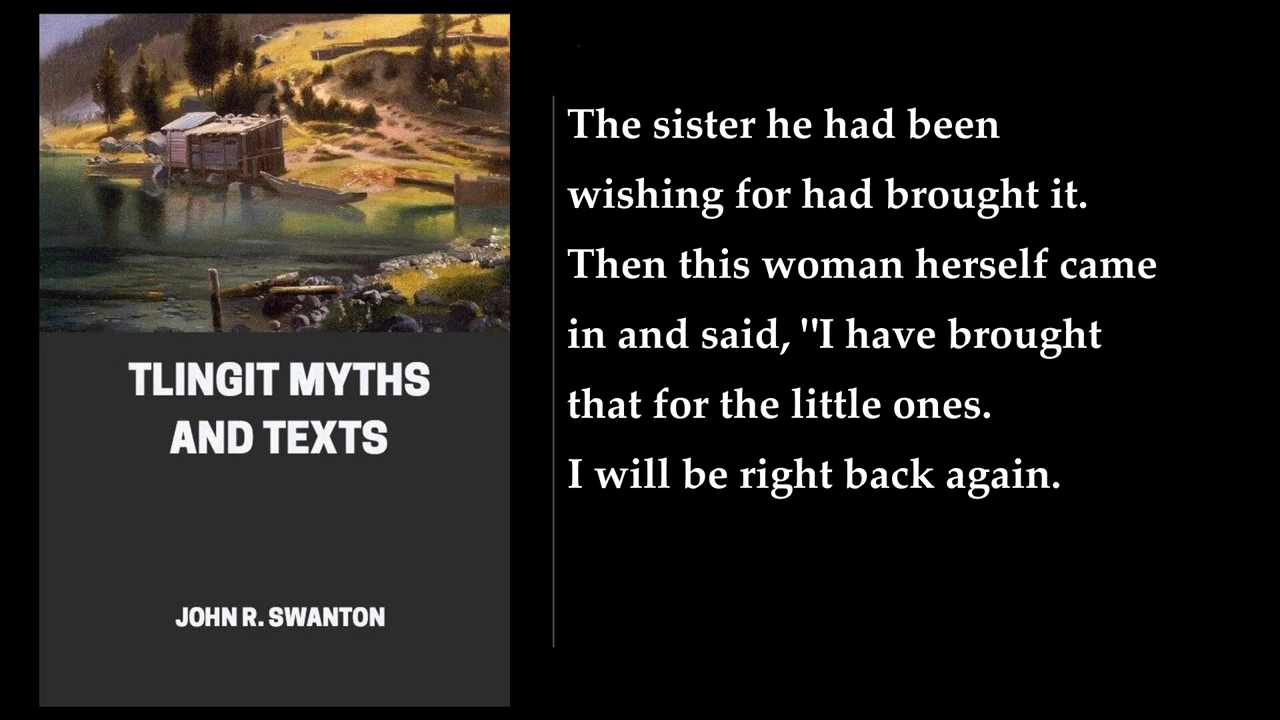 TLINGIT MYTHS
AND TEXTS
JOHN R. SWANTON
The sister he had been
wishing for had brought it.
Then this woman herself came
in and said, "I have brought
that for the little ones.
I will be right back again.